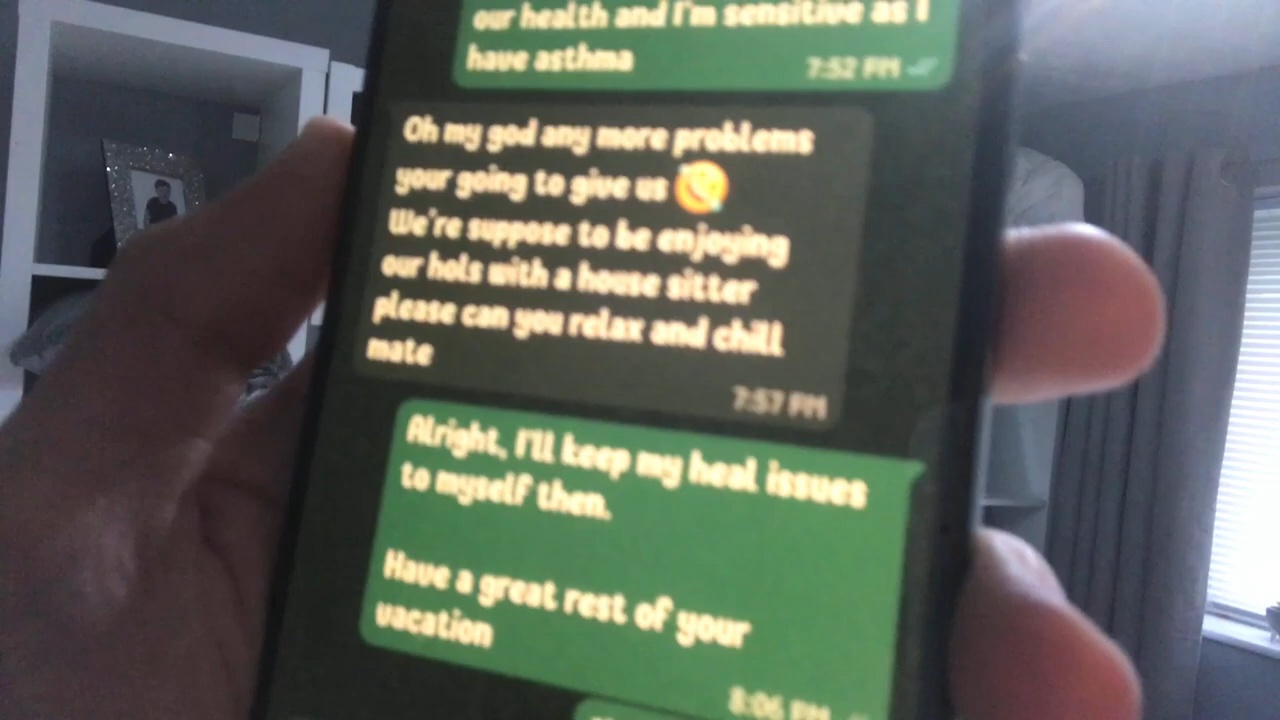 our health and I'm sensitive as I
have asthma
7:52 PM
Oh my god any more problems
your going to give us
We're suppose to be enjoying
our hols with a house sitter
please can you relax and chill
mate
7:57 PM
Alright, I'll keep my heal issues
to myself then.
Have a great rest of your
vacation
8:06 PM